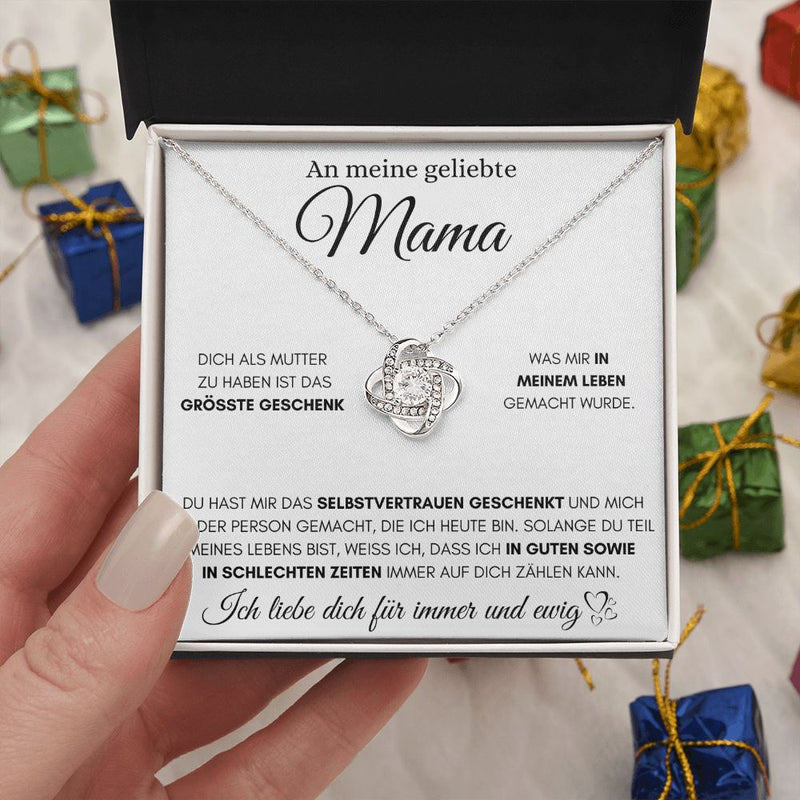 An meine geliebte
Mama
DICH ALS MUTTER
ZU HABEN IST DAS
GRÖSSTE GESCHENK
WAS MIR IN
MEINEM LEBEN
GEMACHT WURDE.
DU HAST MIR DAS SELBSTVERTRAUEN GESCHENKT UND MICH
DER PERSON GEMACHT, DIE ICH HEUTE BIN. SOLANGE DU TEIL
MEINES LEBENS BIST, WEISS ICH, DASS ICH IN GUTEN SOWIE
IN SCHLECHTEN ZEITEN IMMER AUF DICH ZÄHLEN KANN.
Ich liebe dich für immer und ewig